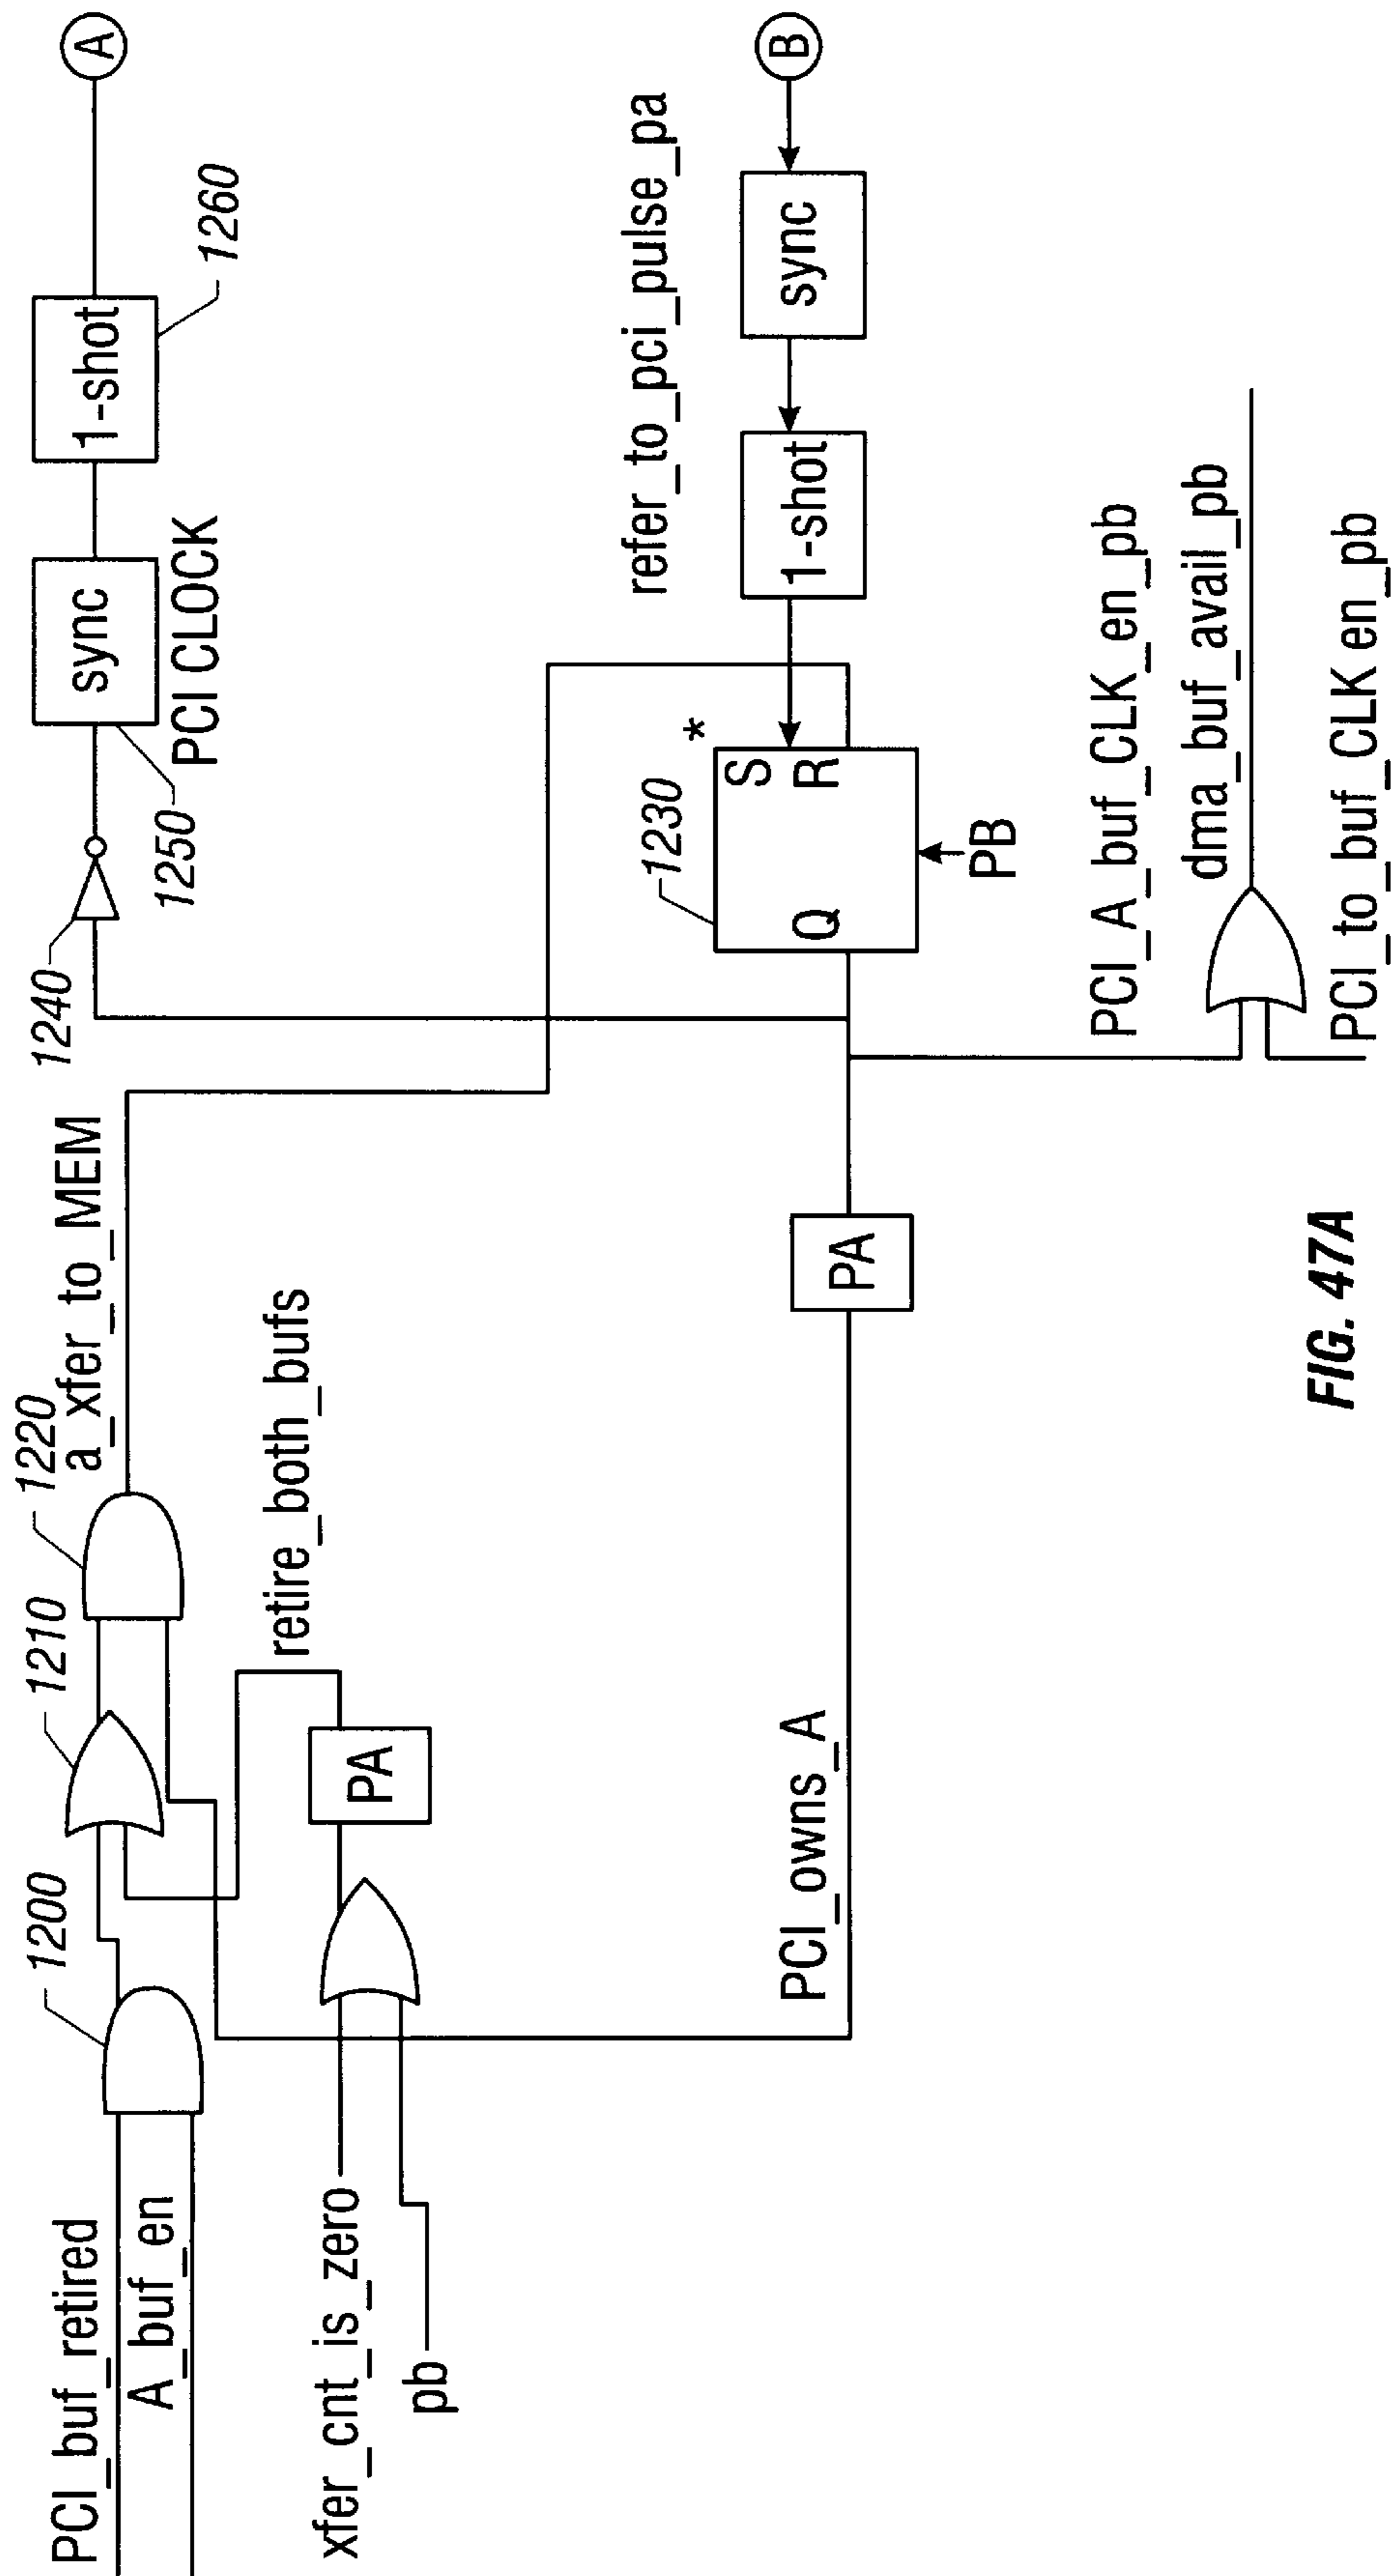 PCI_buf_retired
A_buf_en
1200
1210
1220
a_xfer_to_MEM
1240
1250
sync
PCI CLOCK
1-shot
1260
A
xfer_cnt_is_zero
pb
PA
retire_both_bufs
PCI_owns_A
PA
1230
Q
S
R
*
PB
1-shot
refer_to_pci_pulse_pa
sync
B
PCI_A_buf_CLK_en_pb
dma_buf_avail_pb
PCI_to_buf_CLK en_pb
FIG. 47A